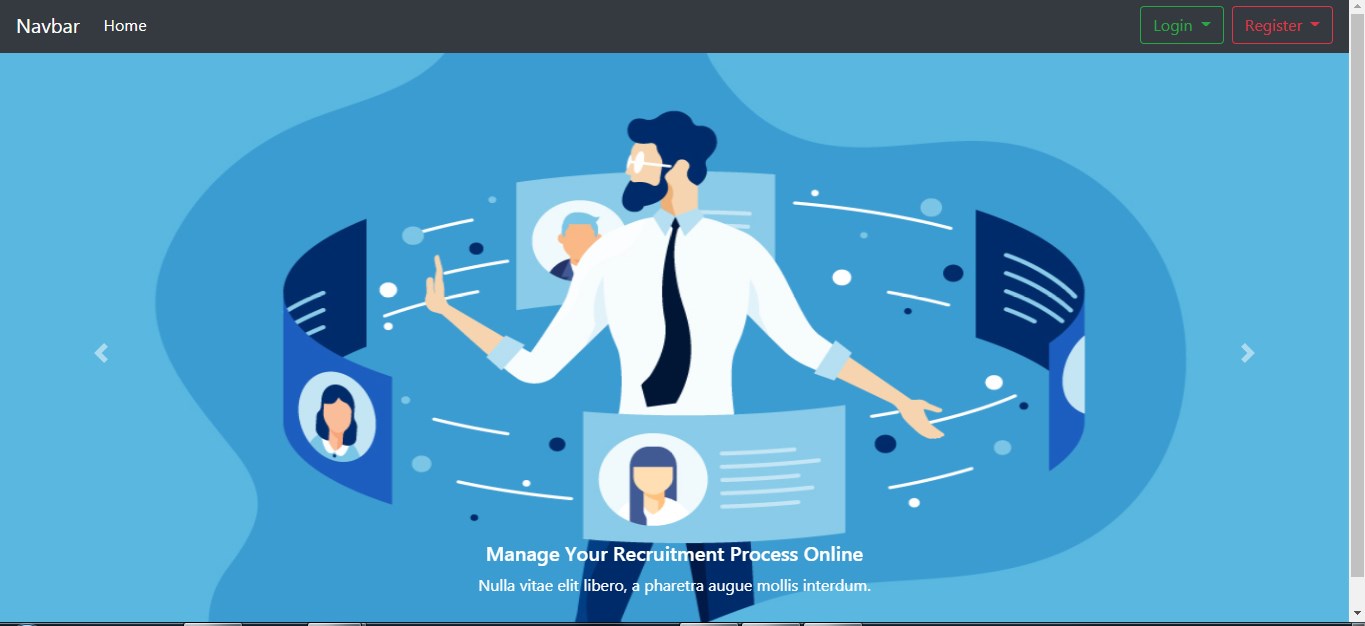 Navbar Home Login Register
Manage Your Recruitment Process Online
Nulla vitae elit libero, a pharetra augue mollis interdum.